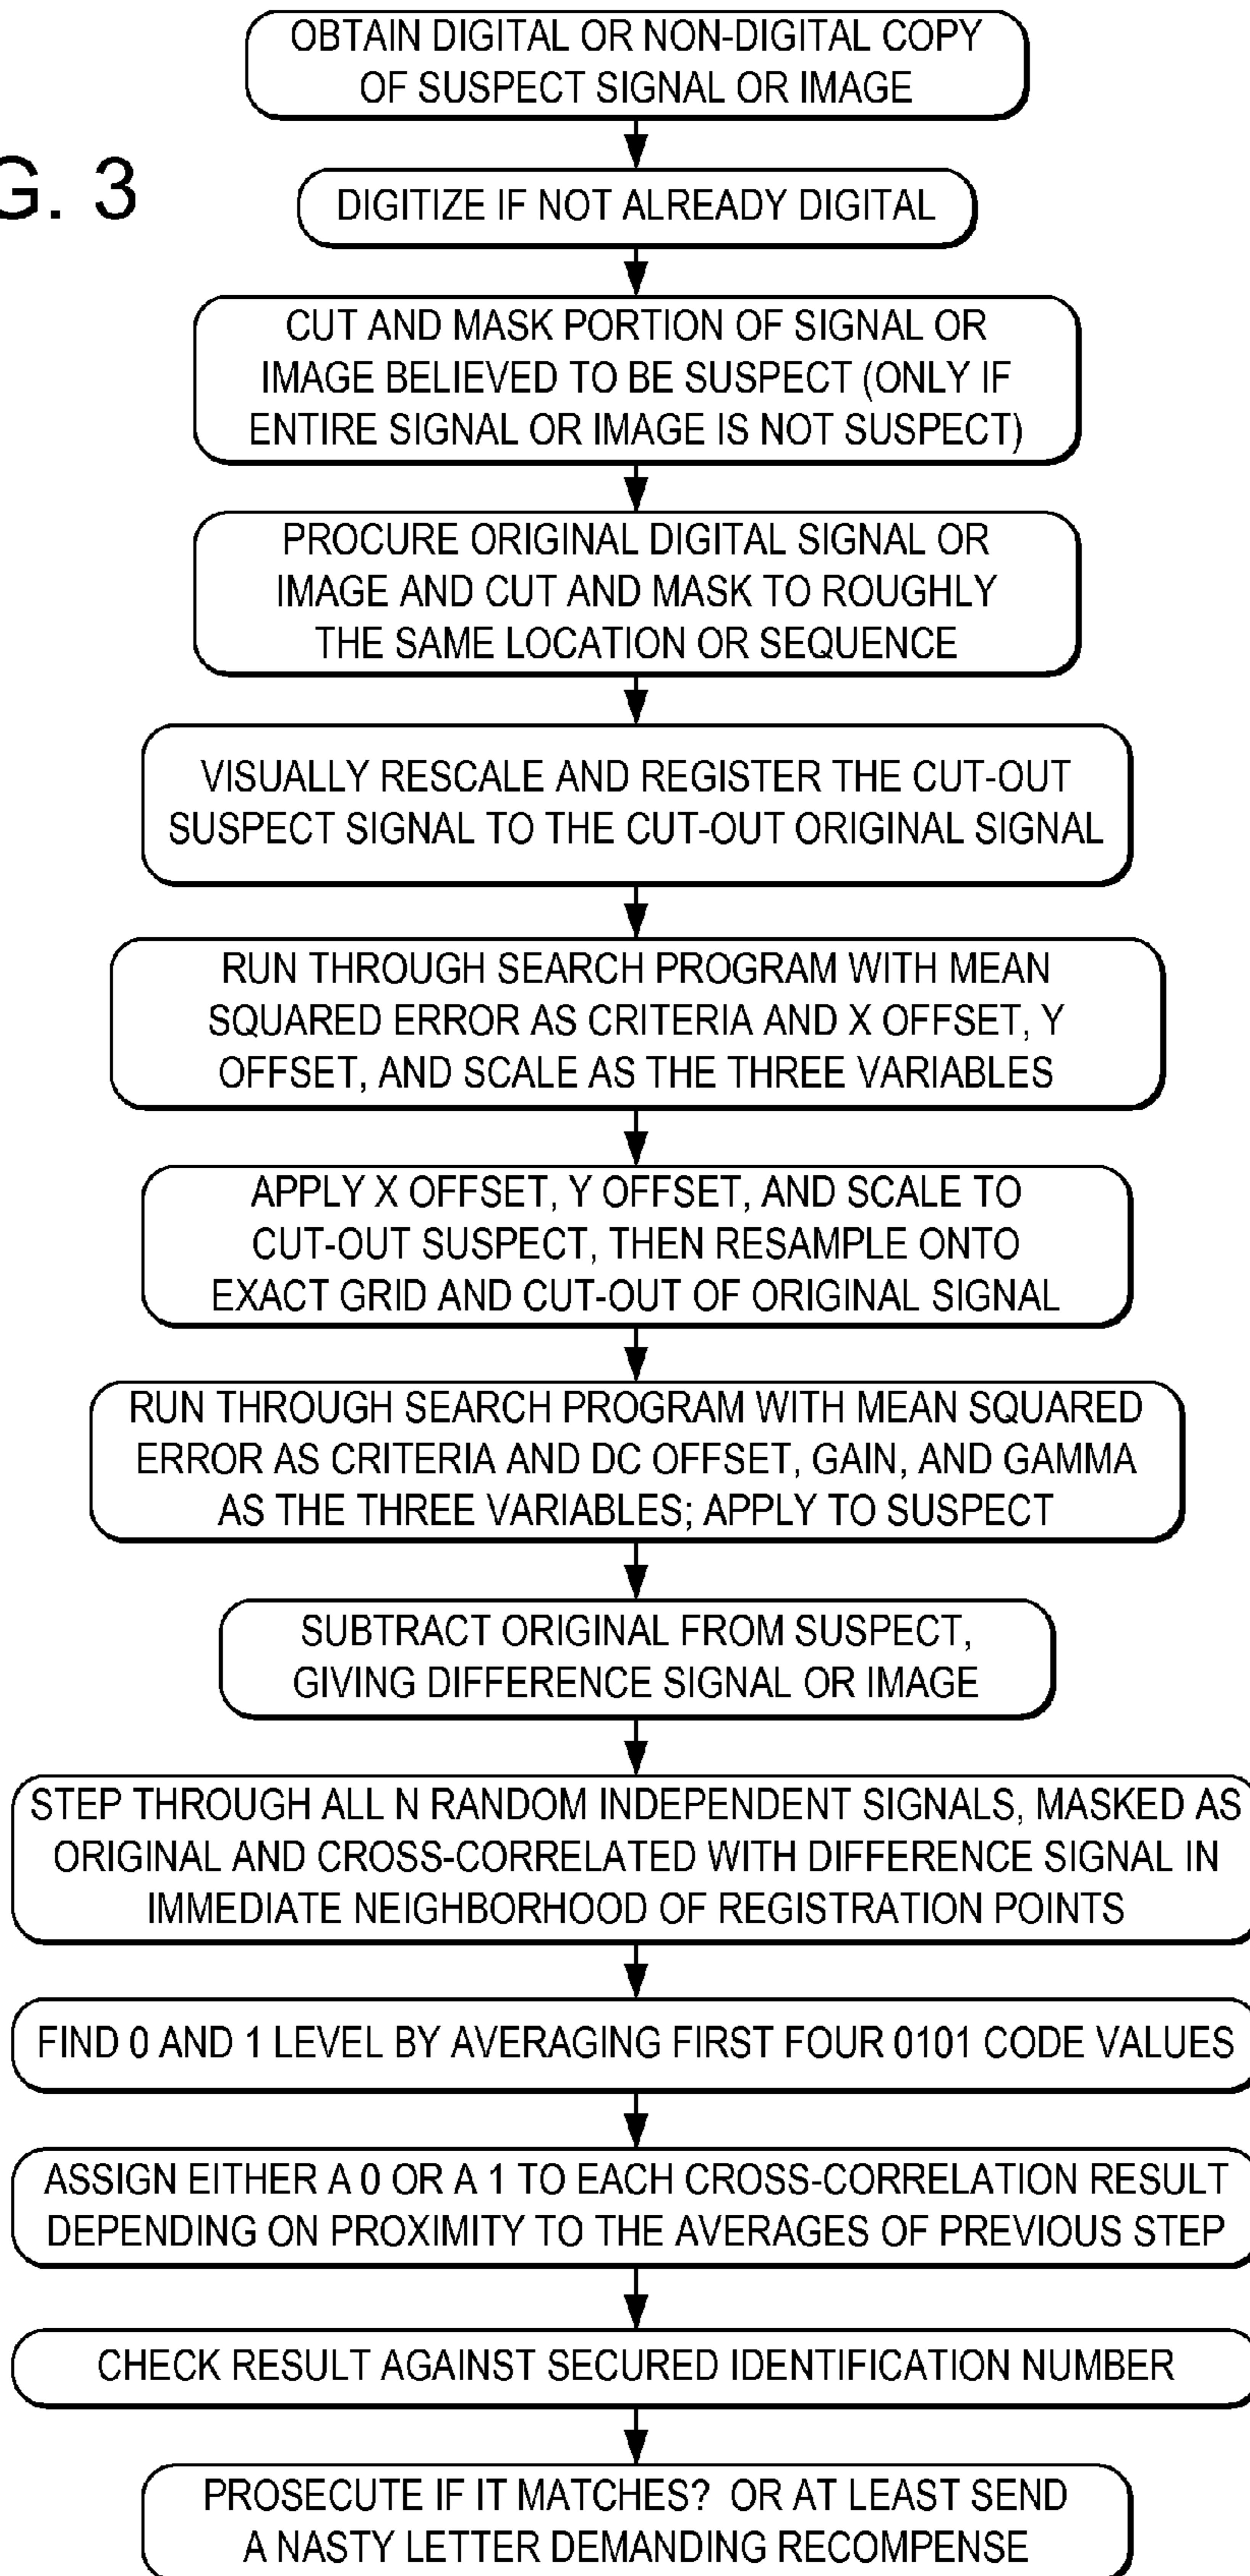 OBTAIN DIGITAL OR NON-DIGITAL COPY
OF SUSPECT SIGNAL OR IMAGE
G. 3
DIGITIZE IF NOT ALREADY DIGITAL
CUT AND MASK PORTION OF SIGNAL OR
IMAGE BELIEVED TO BE SUSPECT (ONLY IF
ENTIRE SIGNAL OR IMAGE IS NOT SUSPECT)
PROCURE ORIGINAL DIGITAL SIGNAL OR
IMAGE AND CUT AND MASK TO ROUGHLY
THE SAME LOCATION OR SEQUENCE
VISUALLY RESCALE AND REGISTER THE CUT-OUT
SUSPECT SIGNAL TO THE CUT-OUT ORIGINAL SIGNAL
RUN THROUGH SEARCH PROGRAM WITH MEAN
SQUARED ERROR AS CRITERIA AND X OFFSET, Y
OFFSET, AND SCALE AS THE THREE VARIABLES
APPLY X OFFSET, Y OFFSET, AND SCALE TO
CUT-OUT SUSPECT, THEN RESAMPLE ONTO
EXACT GRID AND CUT-OUT OF ORIGINAL SIGNAL
RUN THROUGH SEARCH PROGRAM WITH MEAN SQUARED
ERROR AS CRITERIA AND DC OFFSET, GAIN, AND GAMMA
AS THE THREE VARIABLES; APPLY TO SUSPECT
SUBTRACT ORIGINAL FROM SUSPECT,
GIVING DIFFERENCE SIGNAL OR IMAGE
STEP THROUGH ALL N RANDOM INDEPENDENT SIGNALS, MASKED AS
ORIGINAL AND CROSS-CORRELATED WITH DIFFERENCE SIGNAL IN
IMMEDIATE NEIGHBORHOOD OF REGISTRATION POINTS
FIND 0 AND 1 LEVEL BY AVERAGING FIRST FOUR 0101 CODE VALUES
ASSIGN EITHER A 0 OR A 1 TO EACH CROSS-CORRELATION RESULT
DEPENDING ON PROXIMITY TO THE AVERAGES OF PREVIOUS STEP
CHECK RESULT AGAINST SECURED IDENTIFICATION NUMBER
PROSECUTE IF IT MATCHES? OR AT LEAST SEND
A NASTY LETTER DEMANDING RECOMPENSE